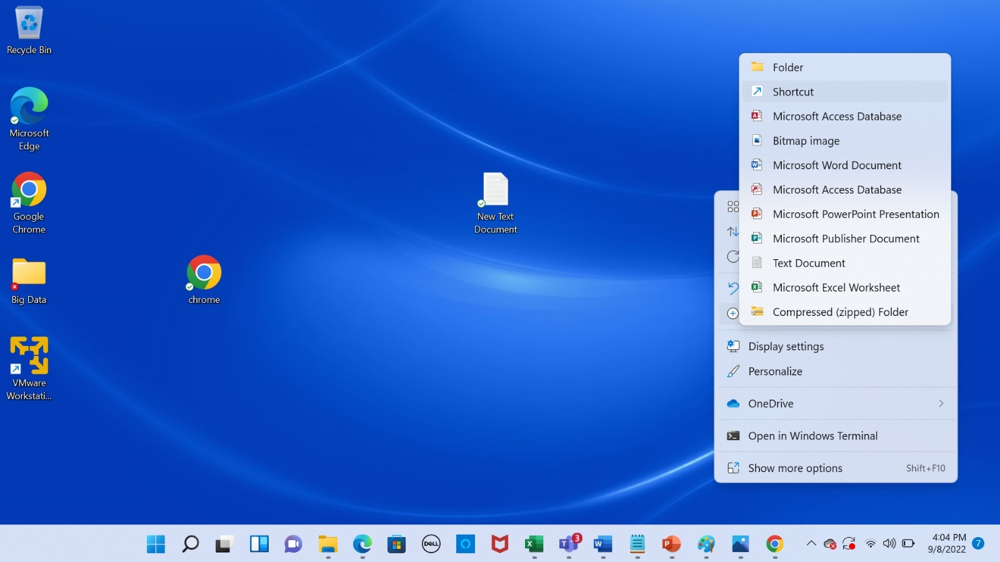 Recycle Bin
Microsoft
Edge
Google
Chrome
Big Data
VMware
Workstati...
chrome
New Text
Document
Folder
Shortcut
Microsoft Access Database
Bitmap image
Microsoft Word Document
Microsoft Access Database
Microsoft PowerPoint Presentation
Microsoft Publisher Document
Text Document
Microsoft Excel Worksheet
Compressed (zipped) Folder
Display settings
Personalize
OneDrive
Open in Windows Terminal
Show more options Shift+F10
DELL
3
4:04 PM
9/8/2022
7